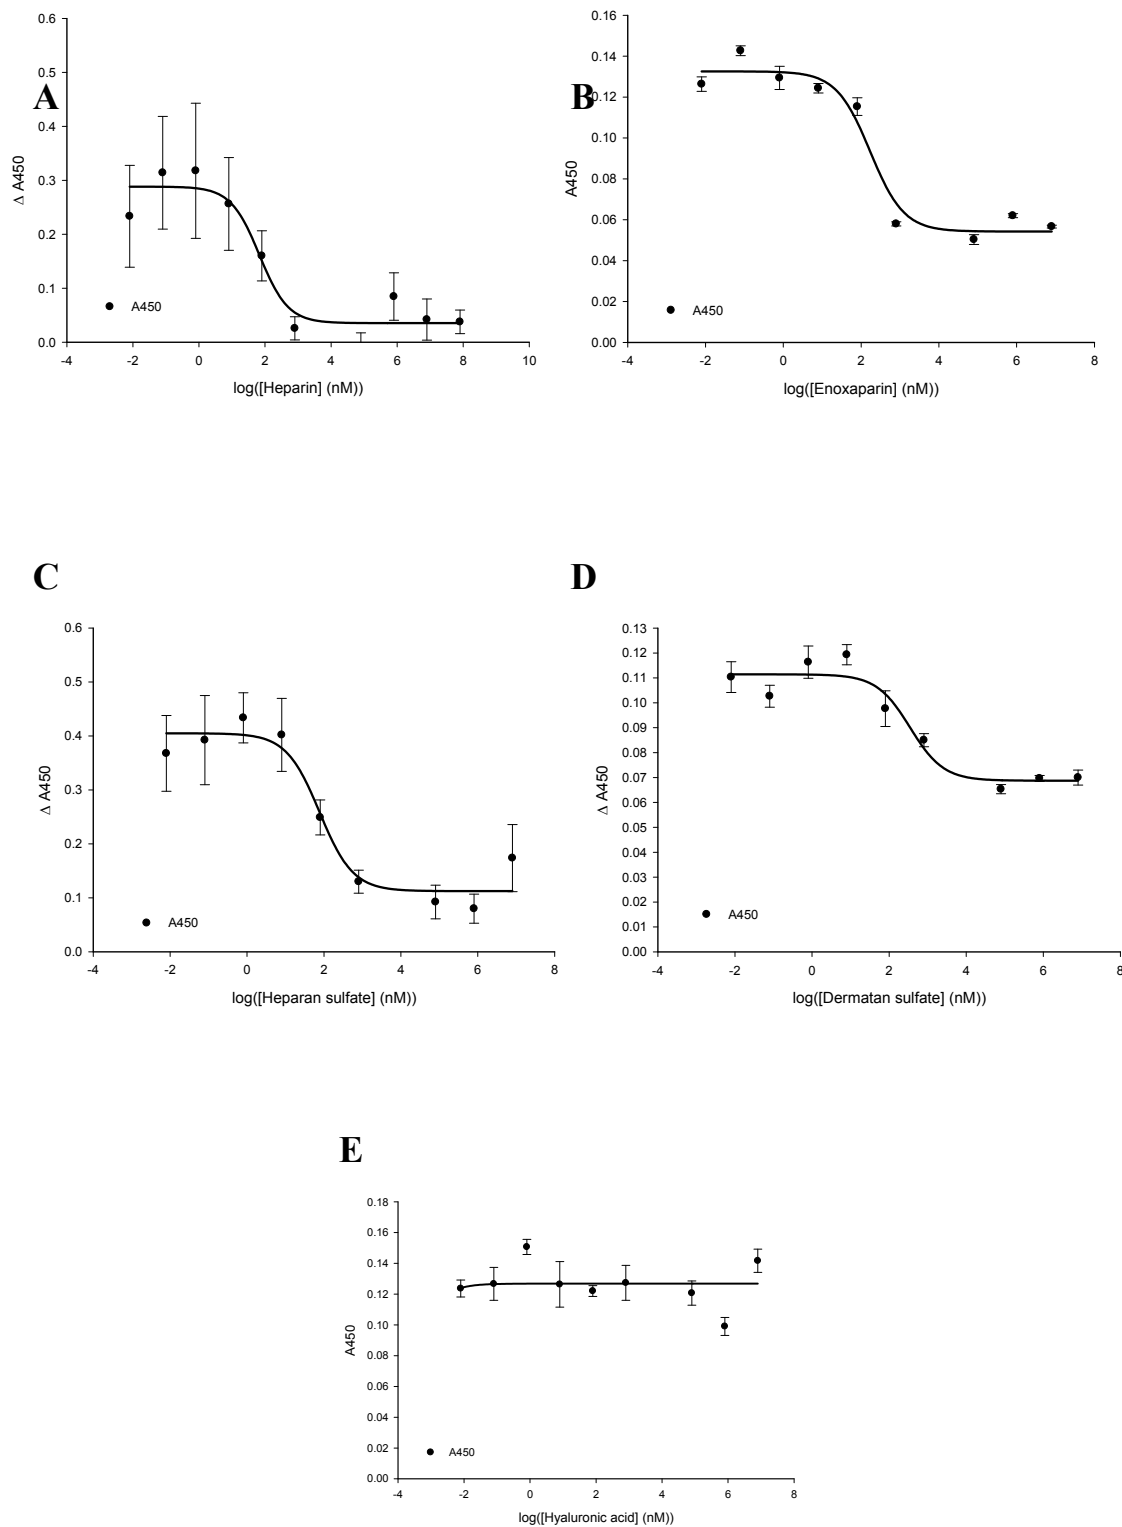 A
0.6
0.5
0.4
0.3
0.2
0.1
0.0
Δ A450
A450
-4 -2 0 2 4 6 8 10
log([Heparin] (nM))
B
0.16
0.14
0.12
0.10
0.08
0.06
0.04
0.02
0.00
A450
A450
-4 -2 0 2 4 6 8
log([Enoxaparin] (nM))
C
0.6
0.5
0.4
0.3
0.2
0.1
0.0
Δ A450
A450
-4 -2 0 2 4 6 8
log([Heparan sulfate] (nM))
D
0.13
0.12
0.11
0.10
0.09
0.08
0.07
0.06
0.05
0.04
0.03
0.02
0.01
0.00
Δ A450
A450
-4 -2 0 2 4 6 8
log([Dermatan sulfate] (nM))
E
0.18
0.16
0.14
0.12
0.10
0.08
0.06
0.04
0.02
0.00
A450
A450
-4 -2 0 2 4 6 8
log([Hyaluronic acid] (nM))